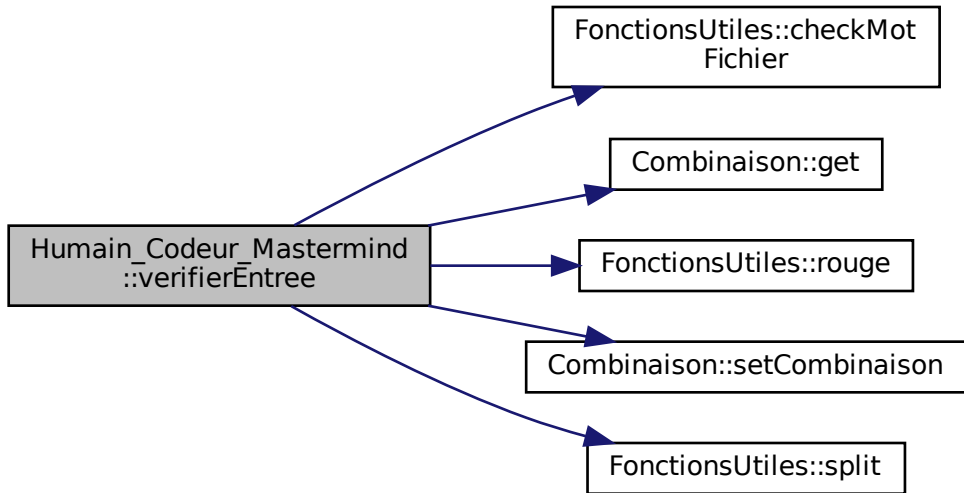 FonctionsUtiles::checkMot
Fichier
Combinaison::get
Humain_Codeur_Mastermind
::verifierEntree
FonctionsUtiles::rouge
Combinaison::setCombinaison
FonctionsUtiles::split